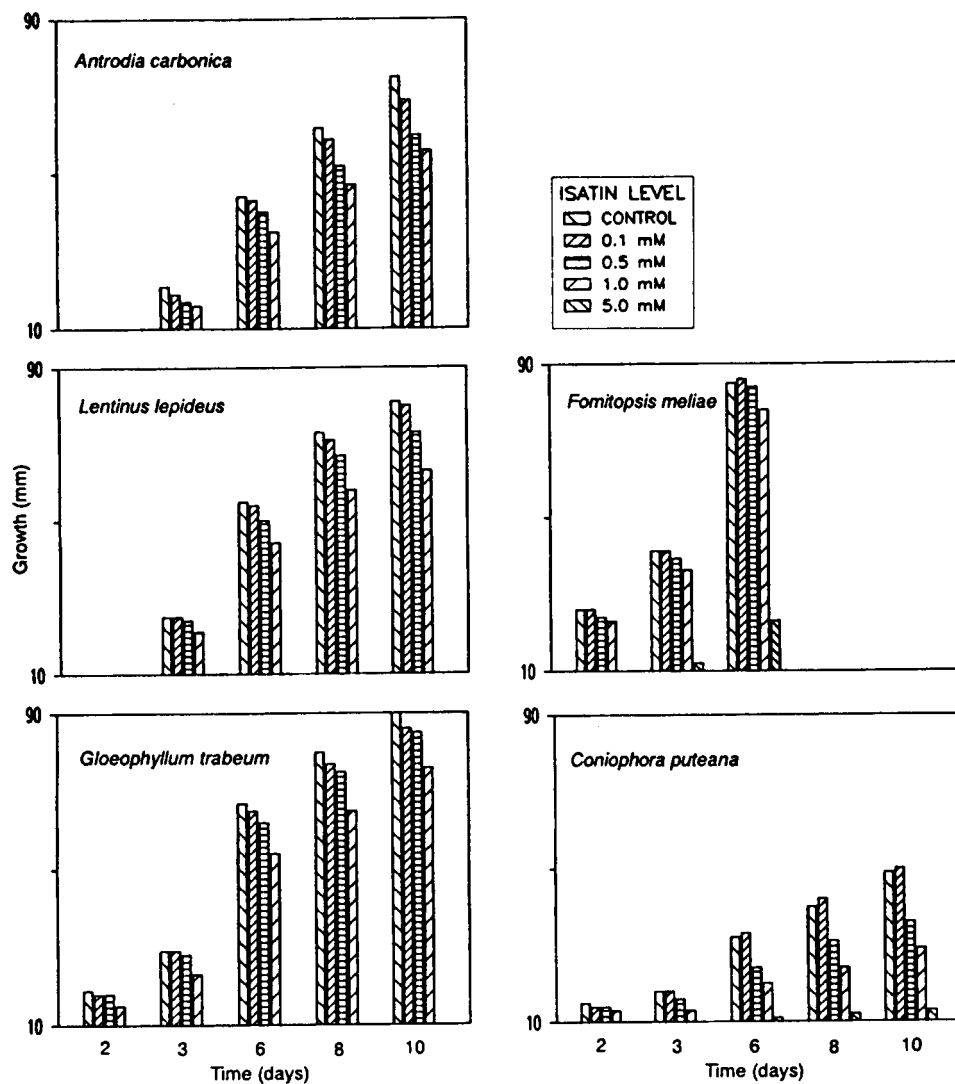 90
Antrodia carbonica
10
ISATIN LEVEL
CONTROL
0.1 mM
0.5 mM
1.0 mM
5.0 mM
90
Lentinus lepideus
10
90
Fomitopsis meliae
10
Growth (mm)
90
Gloeophyllum trabeum
10
2 3 6 8 10
Time (days)
90
Coniophora puteana
10
2 3 6 8 10
Time (days)